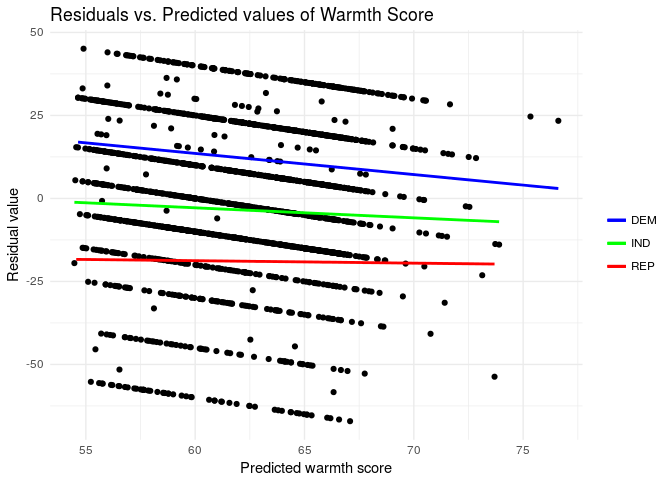 Residuals vs. Predicted values of Warmth Score
50
25
0
-25
-50
Residual value
55 60 65 70 75
Predicted warmth score
DEM
IND
REP